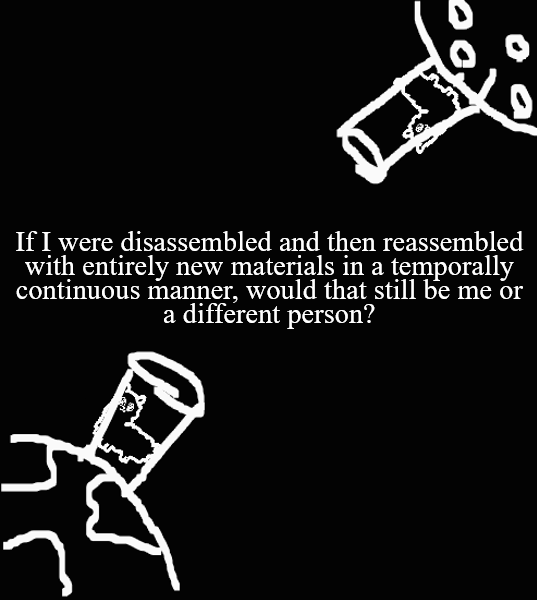 If I were disassembled and then reassembled
with entirely new materials in a temporally
continuous manner, would that still be me or
a different person?